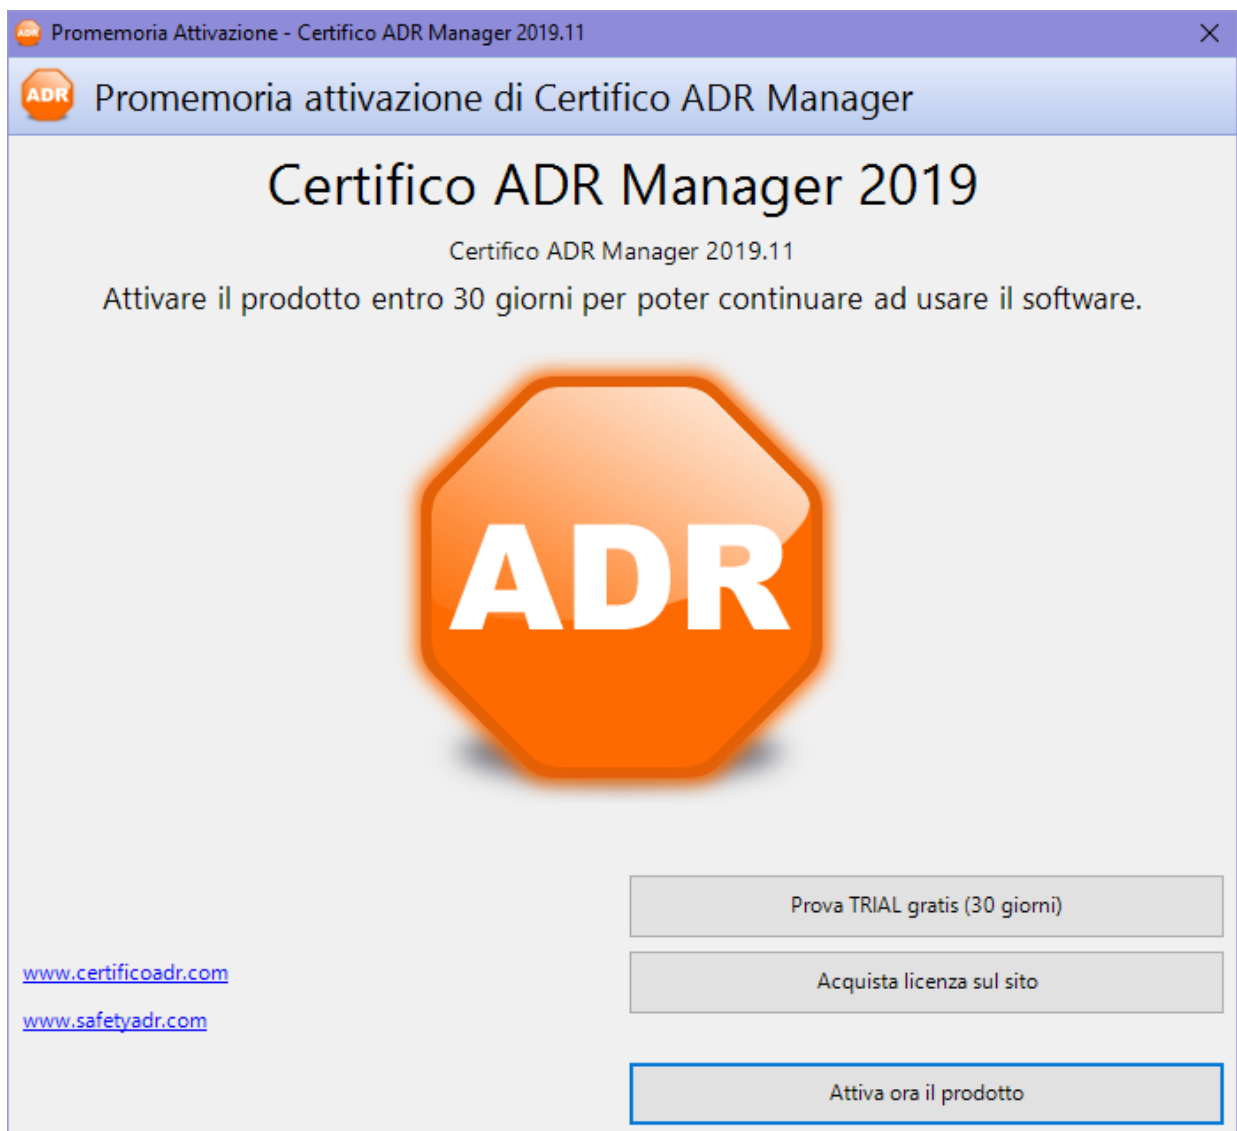 ADR Promemoria Attivazione - Certifico ADR Manager 2019.11
ADR Promemoria attivazione di Certifico ADR Manager
Certifico ADR Manager 2019
Certifico ADR Manager 2019.11
Attivare il prodotto entro 30 giorni per poter continuare ad usare il software.
ADR
Prova TRIAL gratis (30 giorni)
www.certificoadr.com
Acquista licenza sul sito
www.safetyadr.com
Attiva ora il prodotto